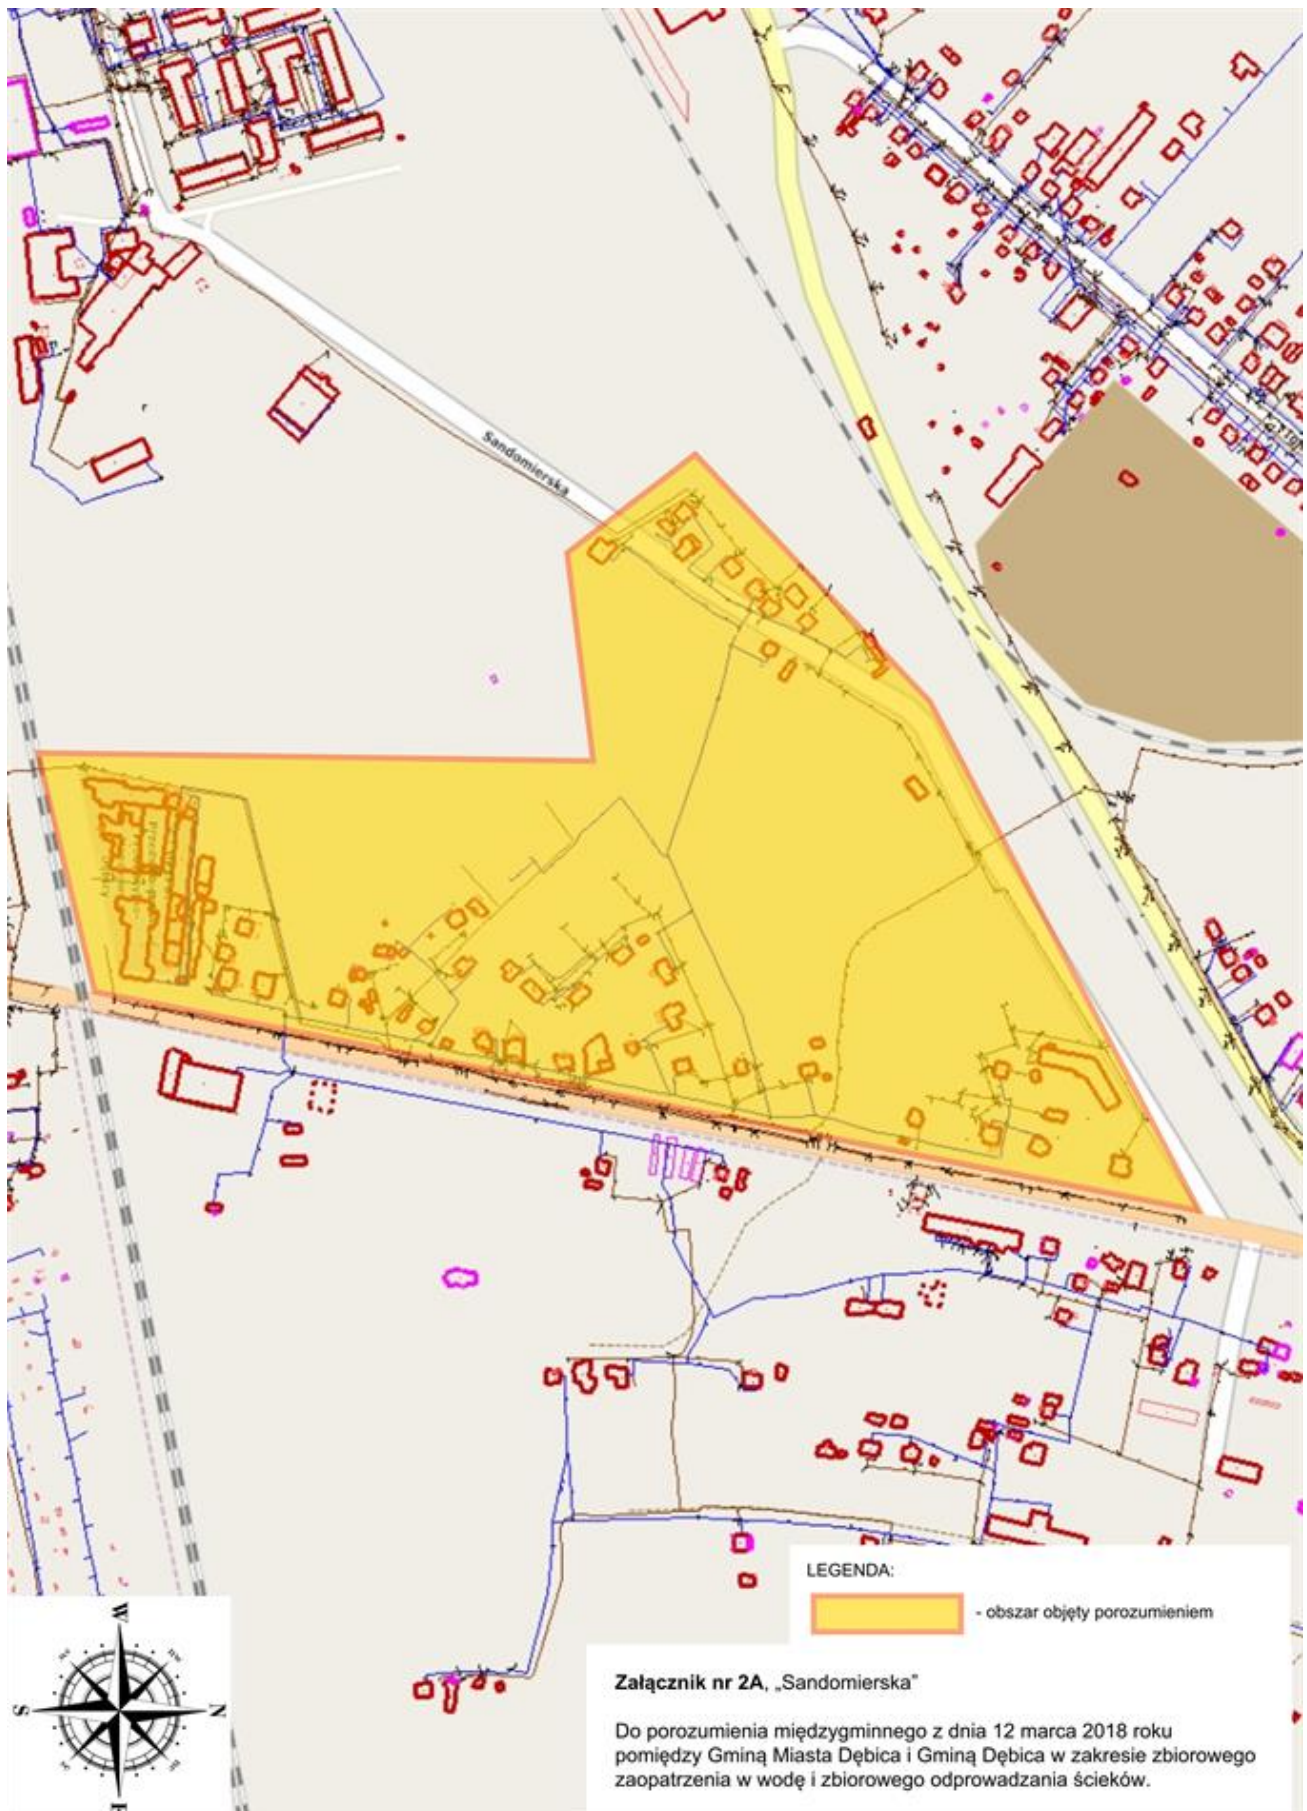 Sandomierska
LEGENDA:
- obszar objęty porozumieniem
W
S
N
Załącznik nr 2A, „Sandomierska”
Do porozumienia międzygminnego z dnia 12 marca 2018 roku
pomiędzy Gminą Miasta Dębica i Gminą Dębica w zakresie zbiorowego
zaopatrzenia w wodę i zbiorowego odprowadzania ścieków.